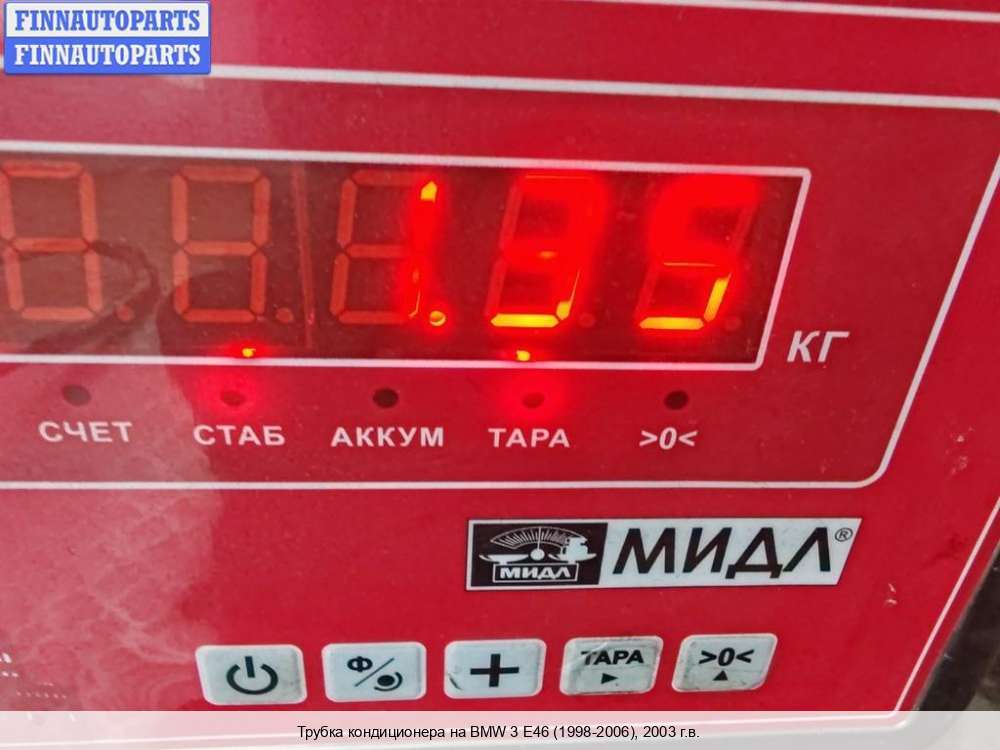 FINNAUTOPARTS
FINNAUTOPARTS
1.35
КГ
СЧЕТ СТАБ АККУМ ТАРА >0<
МИДЛ МИДЛ®
Ф ТАРА >0<
Трубка кондиционера на BMW 3 E46 (1998-2006), 2003 г.в.